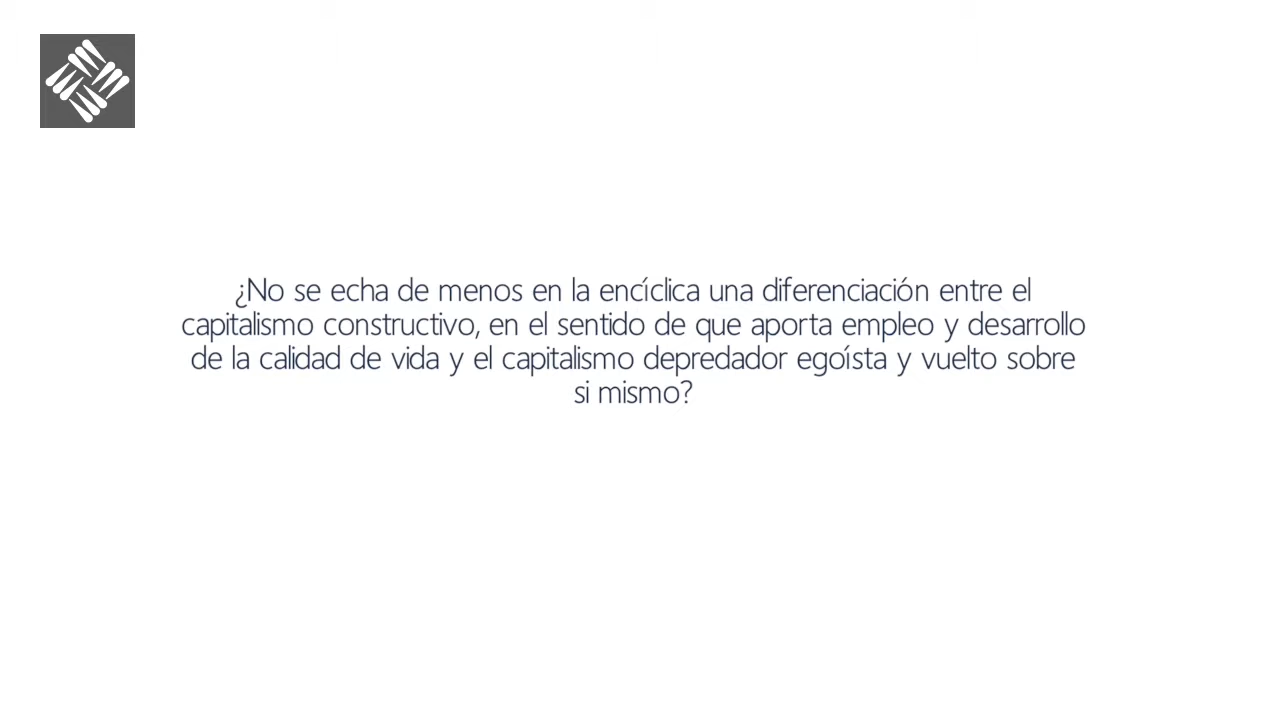 ¿No se echa de menos en la encíclica una diferenciación entre el
capitalismo constructivo, en el sentido de que aporta empleo y desarrollo
de la calidad de vida y el capitalismo depredador egoísta y vuelto sobre
si mismo?